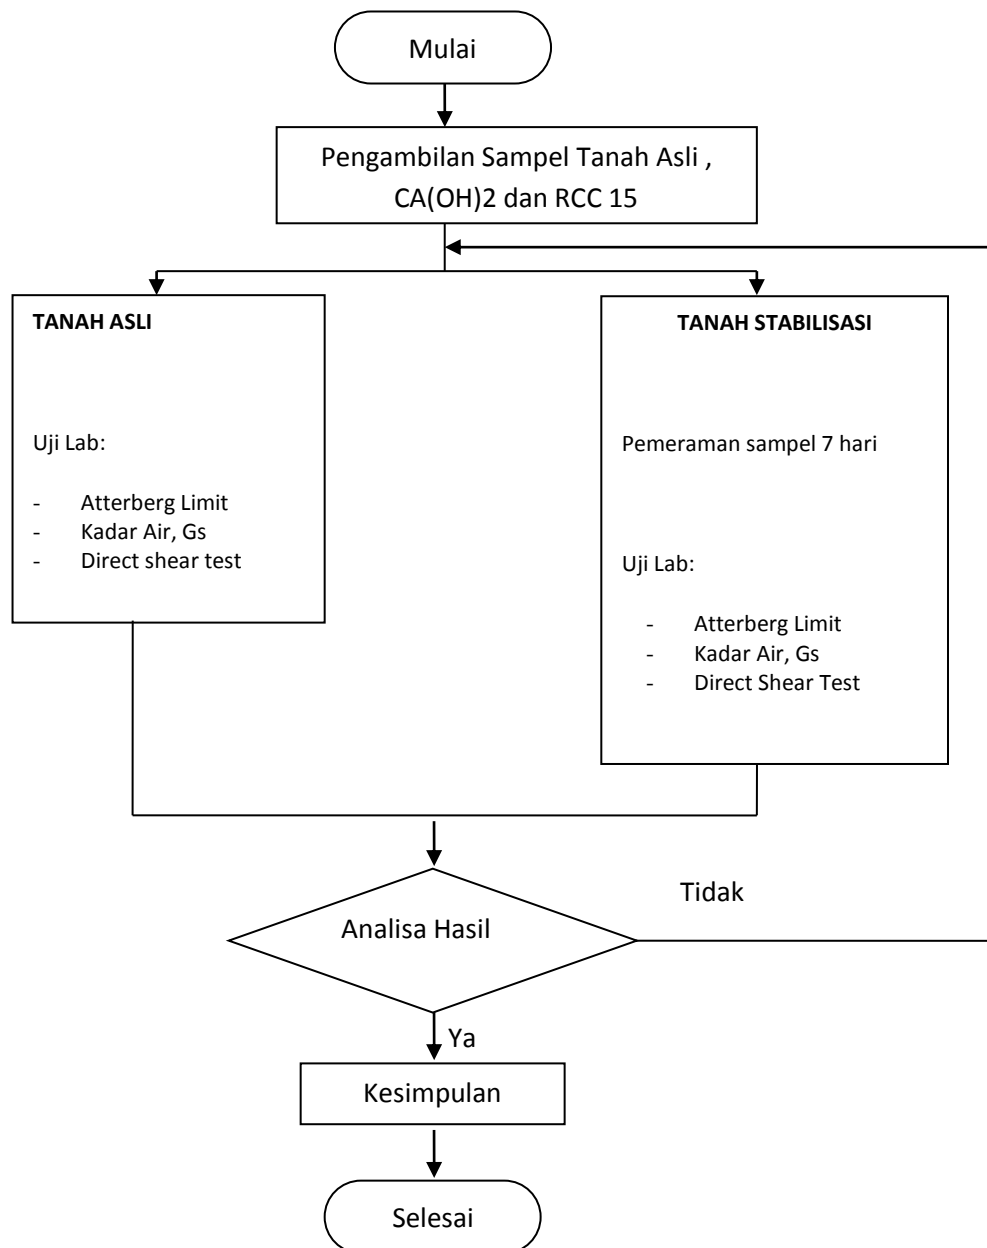 Mulai
Pengambilan Sampel Tanah Asli ,
CA(OH)2 dan RCC 15
TANAH ASLI
Uji Lab:
- Atterberg Limit
- Kadar Air, Gs
- Direct shear test
TANAH STABILISASI
Pemeraman sampel 7 hari
Uji Lab:
- Atterberg Limit
- Kadar Air, Gs
- Direct Shear Test
Analisa Hasil
Tidak
Ya
Kesimpulan
Selesai